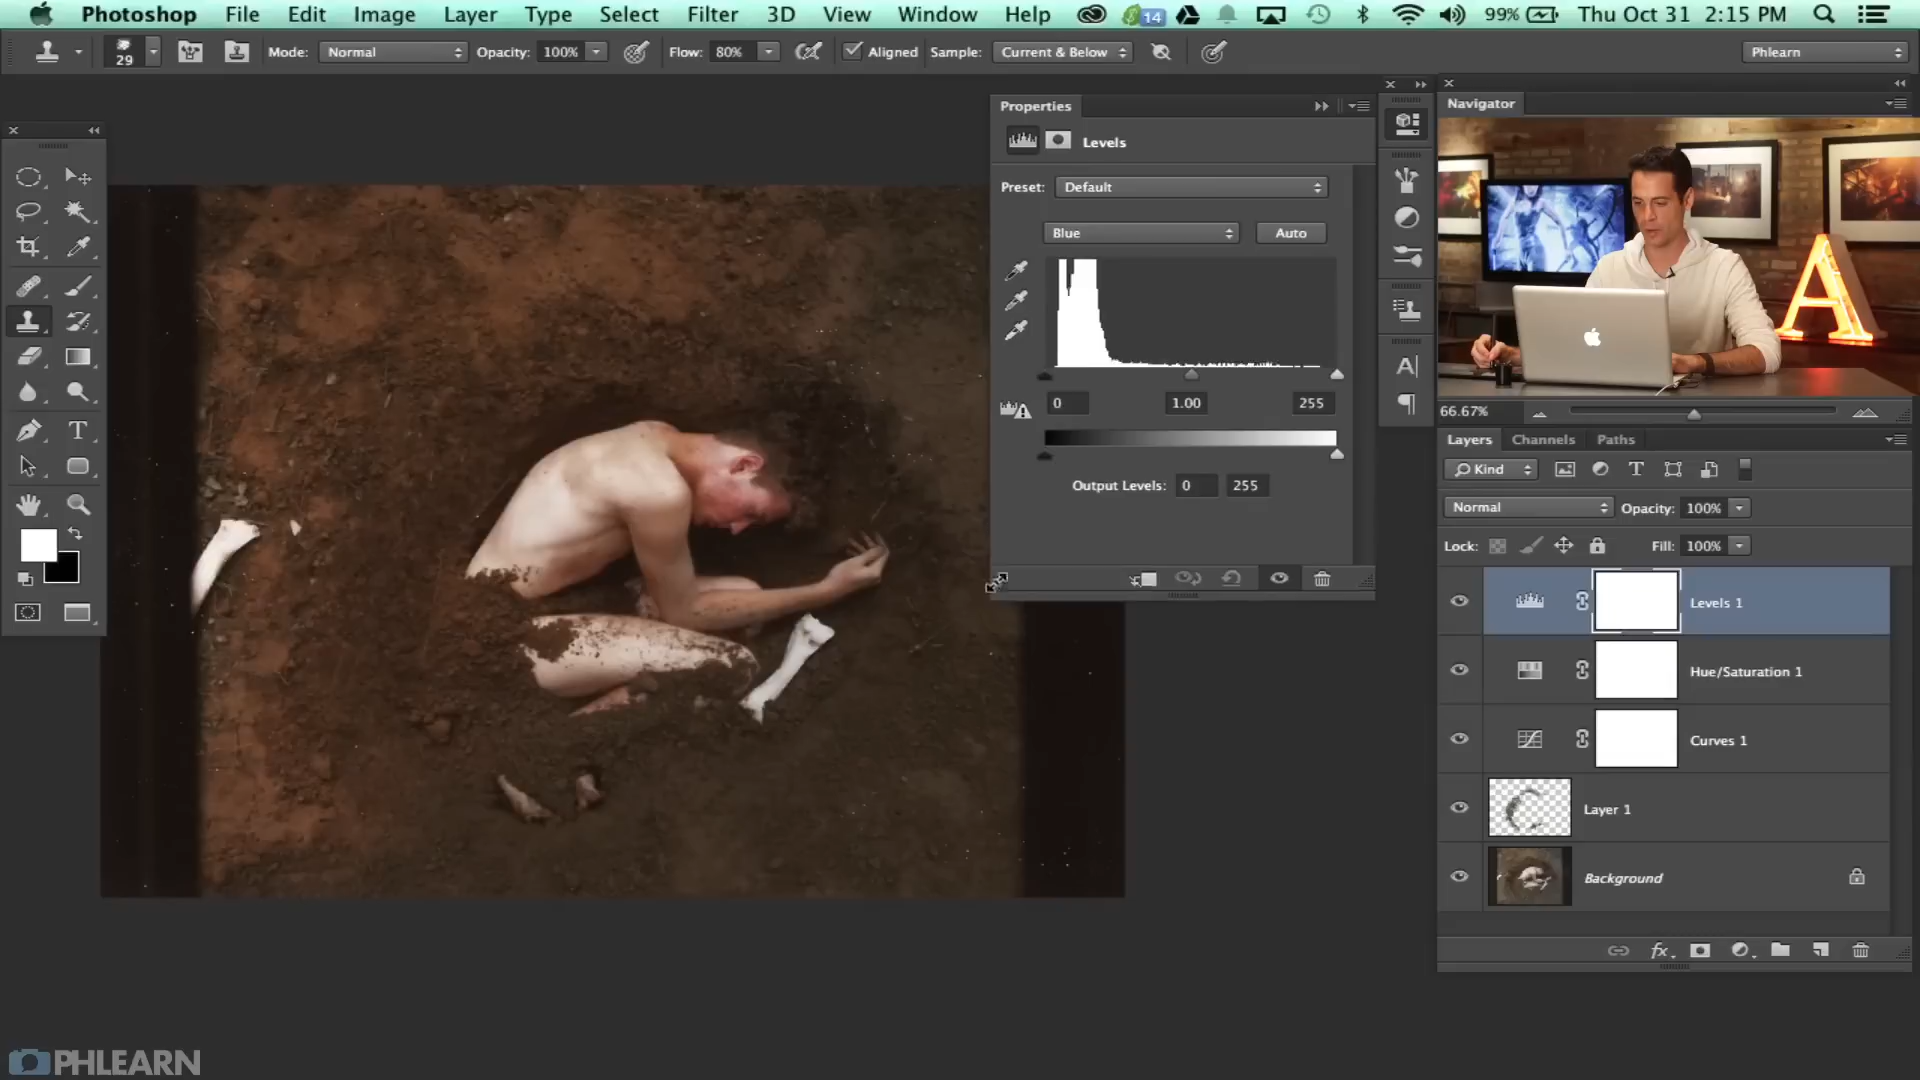 Photoshop File Edit Image Layer Type Select Filter 3D View Window Help 14 99% Thu Oct 31 2:15 PM
29 Mode: Normal Opacity: 100% Flow: 80% Aligned Sample: Current & Below Phlearn
Properties
Levels
Preset: Default
Blue Auto
0 1.00 255
Output Levels: 0 255
Navigator
A
66.67%
Layers Channels Paths
Kind
Normal Opacity: 100%
Lock: Fill: 100%
Levels 1
Hue/Saturation 1
Curves 1
Layer 1
Background
fx
PHLEARN